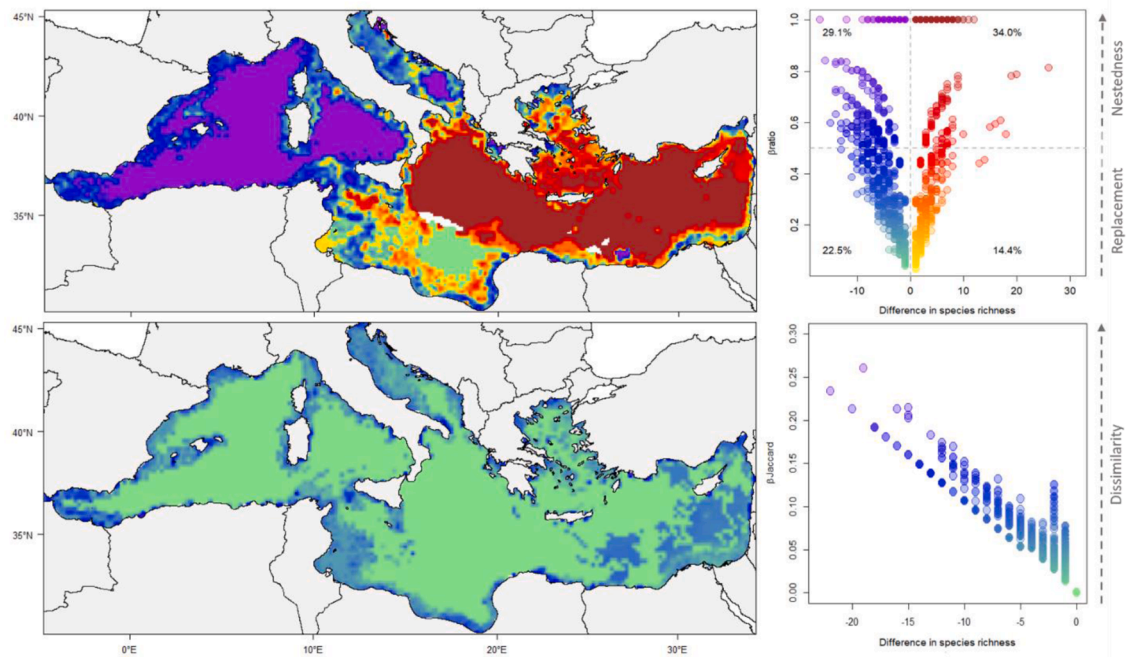 45°N
40°N
35°N
1.0
0.8
0.6
0.4
0.2
βratio
29.1%
34.0%
22.5%
14.4%
-10
0
10
20
30
Difference in species richness
Nestedness
Replacement
45°N
40°N
35°N
0°E
10°E
20°E
30°E
0.30
0.25
0.20
0.15
0.10
0.05
0.00
β-Jaccard
-20
-15
-10
-5
0
Difference in species richness
Dissimilarity